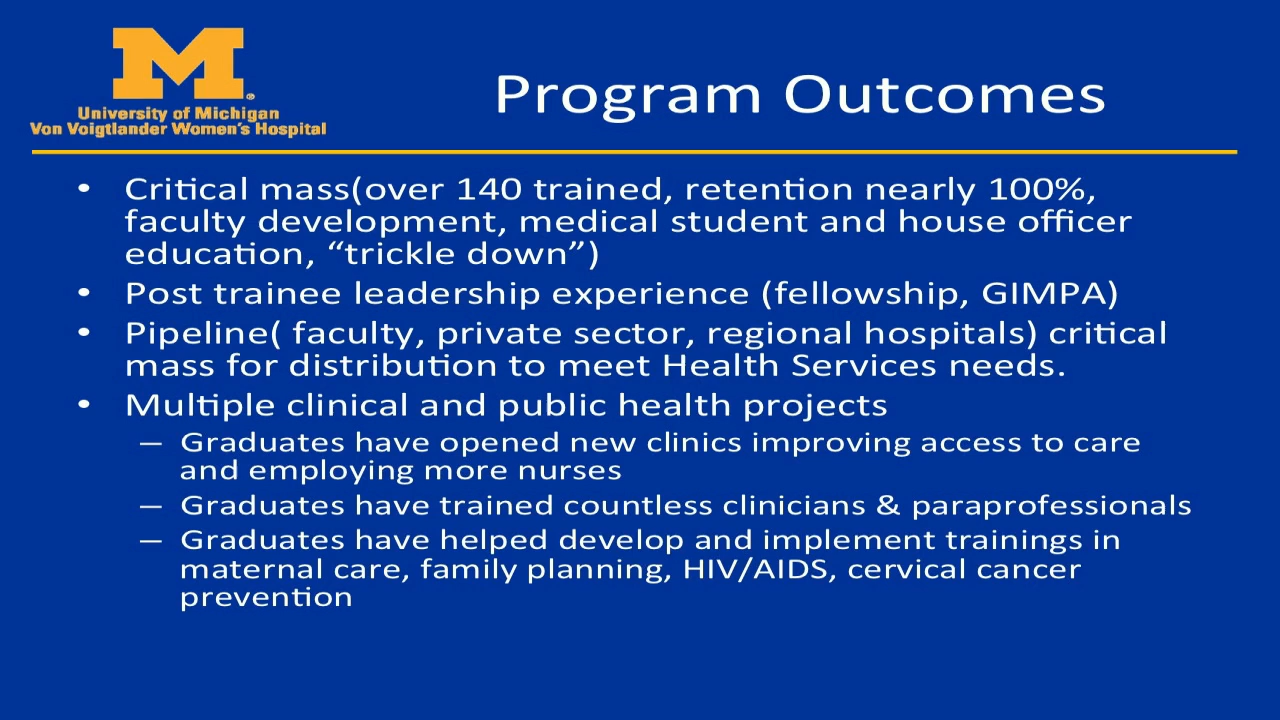 M®
University of Michigan
Von Voigtlander Women's Hospital
Program Outcomes
• Critical mass(over 140 trained, retention nearly 100%,
faculty development, medical student and house officer
education, “trickle down”)
• Post trainee leadership experience (fellowship, GIMPA)
• Pipeline( faculty, private sector, regional hospitals) critical
mass for distribution to meet Health Services needs.
• Multiple clinical and public health projects
– Graduates have opened new clinics improving access to care
and employing more nurses
– Graduates have trained countless clinicians & paraprofessionals
– Graduates have helped develop and implement trainings in
maternal care, family planning, HIV/AIDS, cervical cancer
prevention